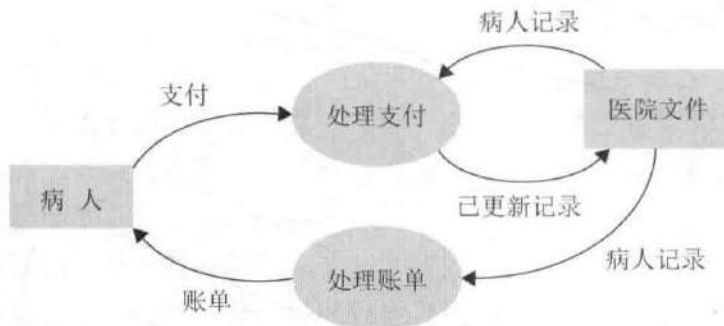 病人记录
支付
处理支付
医院文件
病人
已更新记录
处理账单
病人记录
账单